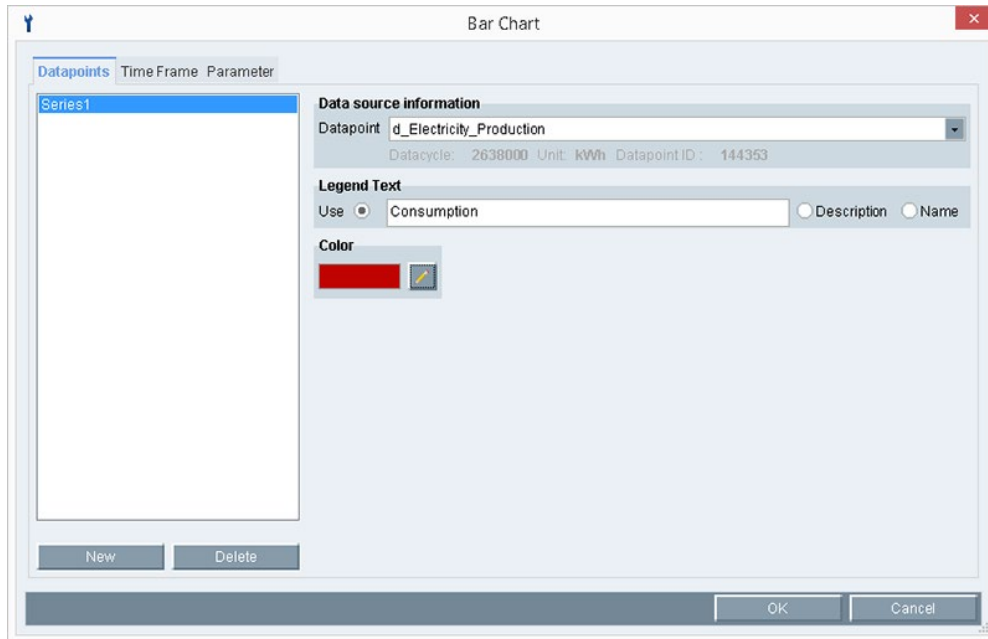 Bar Chart
Datapoints Time Frame Parameter
Series1
Data source information
Datapoint d_Electricity_Production
Datacycle: 2638000 Unit: kWh Datapoint ID : 144353
Legend Text
Use Consumption Description Name
Color
New Delete
OK Cancel